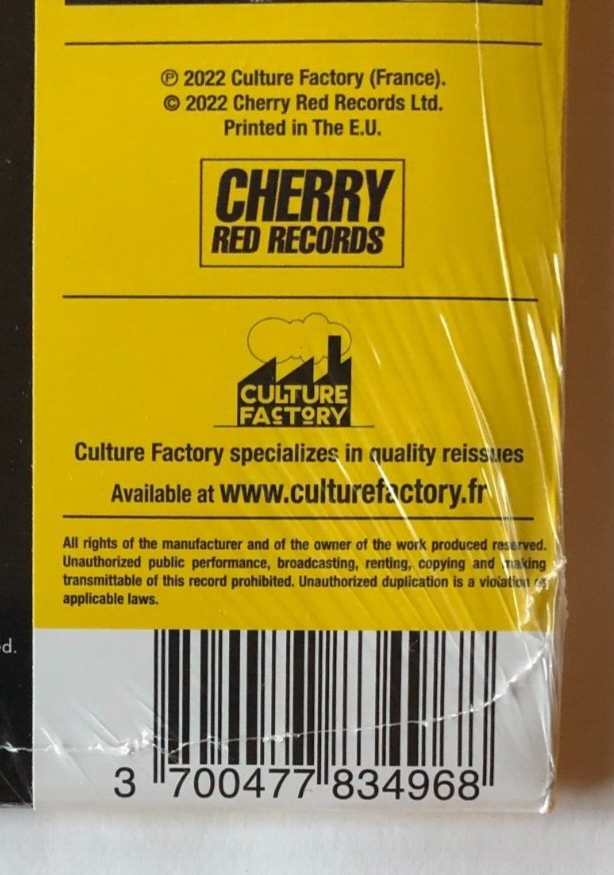 ℗ 2022 Culture Factory (France).
© 2022 Cherry Red Records Ltd.
Printed in The E.U.
CHERRY
RED RECORDS
CULTURE
FACTORY
Culture Factory specializes in quality reissues
Available at www.culturefactory.fr
All rights of the manufacturer and of the owner of the work produced reserved.
Unauthorized public performance, broadcasting, renting, copying and making
transmittable of this record prohibited. Unauthorized duplication is a violation of
applicable laws.
d.
3 700477 834968